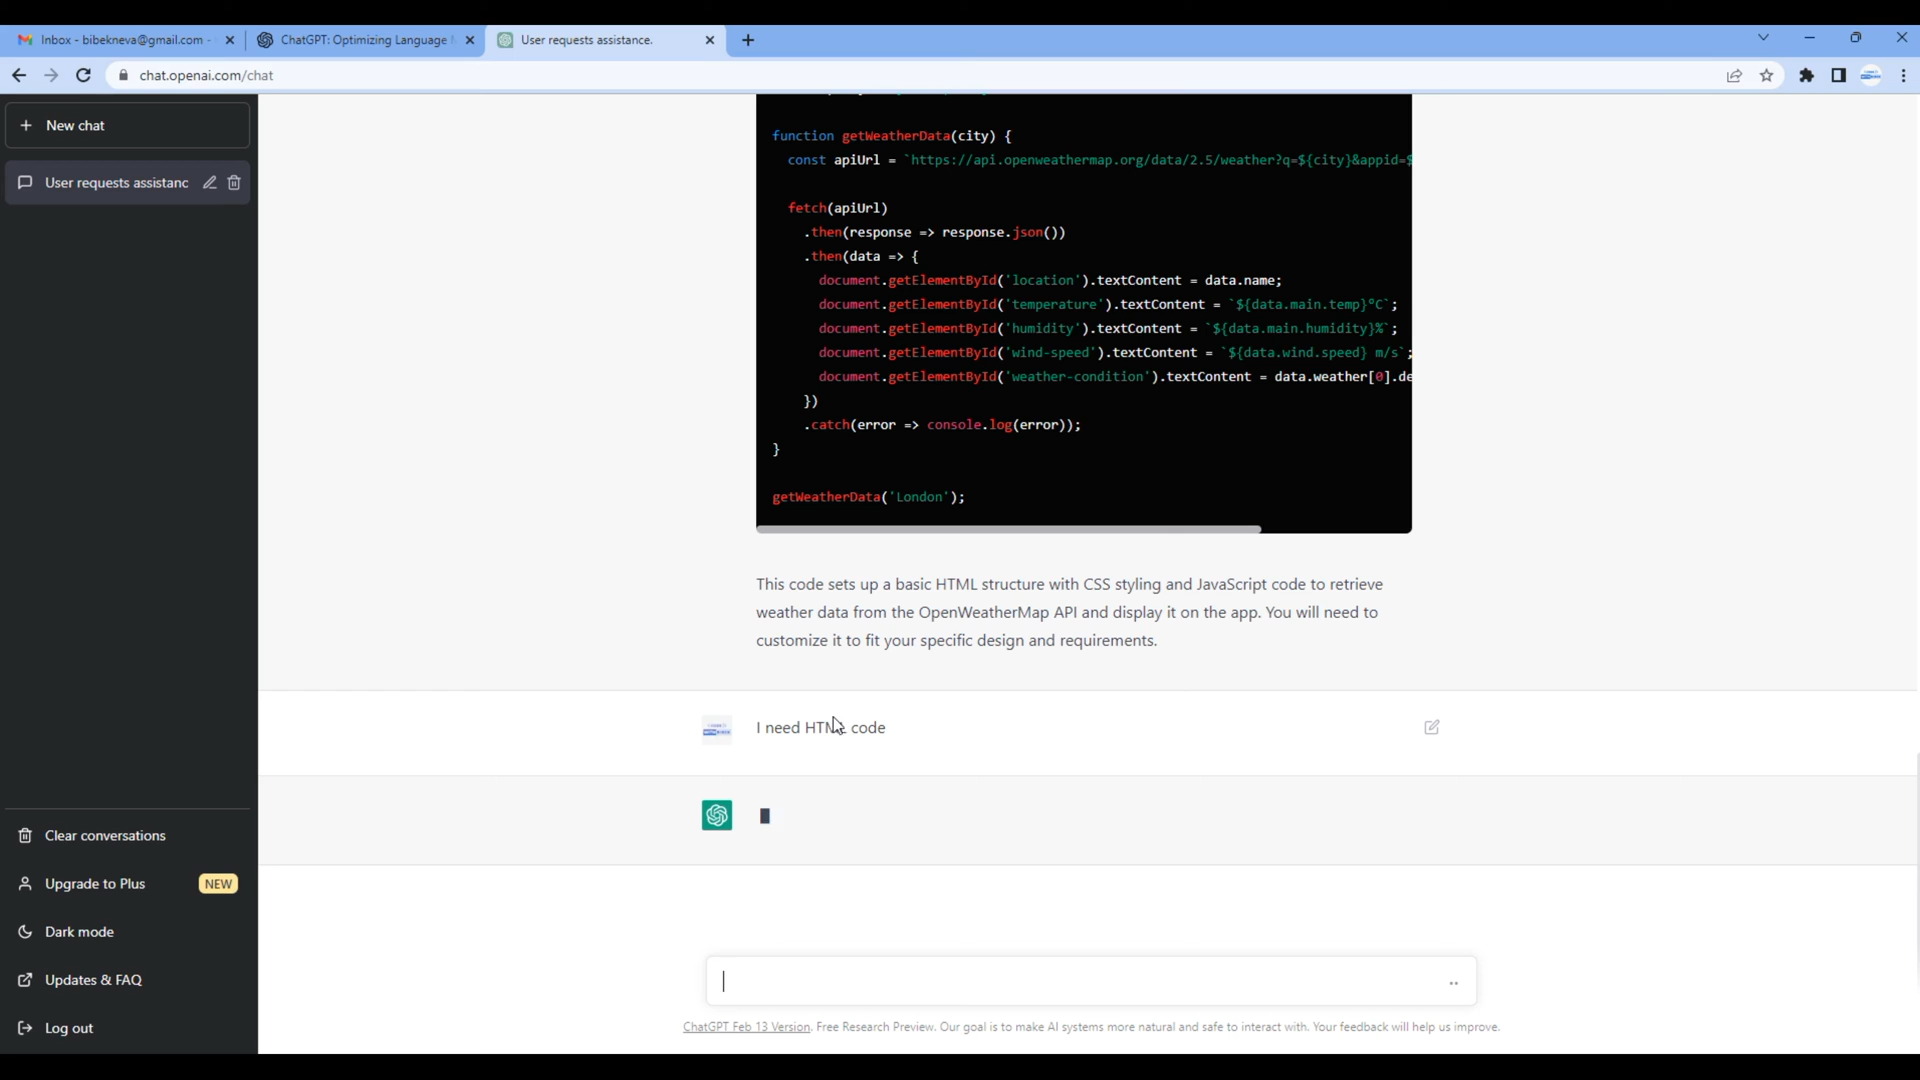 Inbox - bibekneva@gmail.com -
ChatGPT: Optimizing Language
User requests assistance.
chat.openai.com/chat
New chat
User requests assistanc
function getWeatherData(city) {
const apiUrl = `https://api.openweathermap.org/data/2.5/weather?q=${city}&appid=$
fetch(apiUrl)
.then(response => response.json())
.then(data => {
document.getElementById('location').textContent = data.name;
document.getElementById('temperature').textContent = `${data.main.temp}°C`;
document.getElementById('humidity').textContent = `${data.main.humidity}%`;
document.getElementById('wind-speed').textContent = `${data.wind.speed} m/s`;
document.getElementById('weather-condition').textContent = data.weather[0].de
})
.catch(error => console.log(error));
}
getWeatherData('London');
This code sets up a basic HTML structure with CSS styling and JavaScript code to retrieve
weather data from the OpenWeatherMap API and display it on the app. You will need to
customize it to fit your specific design and requirements.
I need HTML code
Clear conversations
Upgrade to Plus NEW
Dark mode
Updates & FAQ
Log out
ChatGPT Feb 13 Version. Free Research Preview. Our goal is to make AI systems more natural and safe to interact with. Your feedback will help us improve.